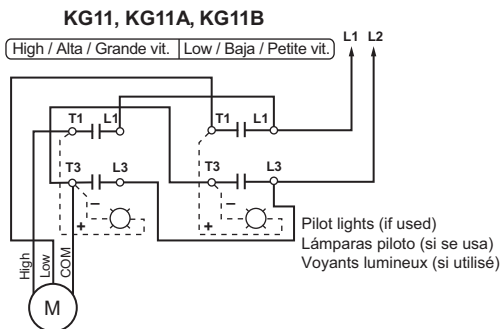 KG11, KG11A, KG11B
High / Alta / Grande vit. Low / Baja / Petite vit.
L1 L2
T1 L1 T1 L1
T3 L3 T3 L3
− −
+ +
Pilot lights (if used)
Lámparas piloto (si se usa)
Voyants lumineux (si utilisé)
High
Low
COM
M